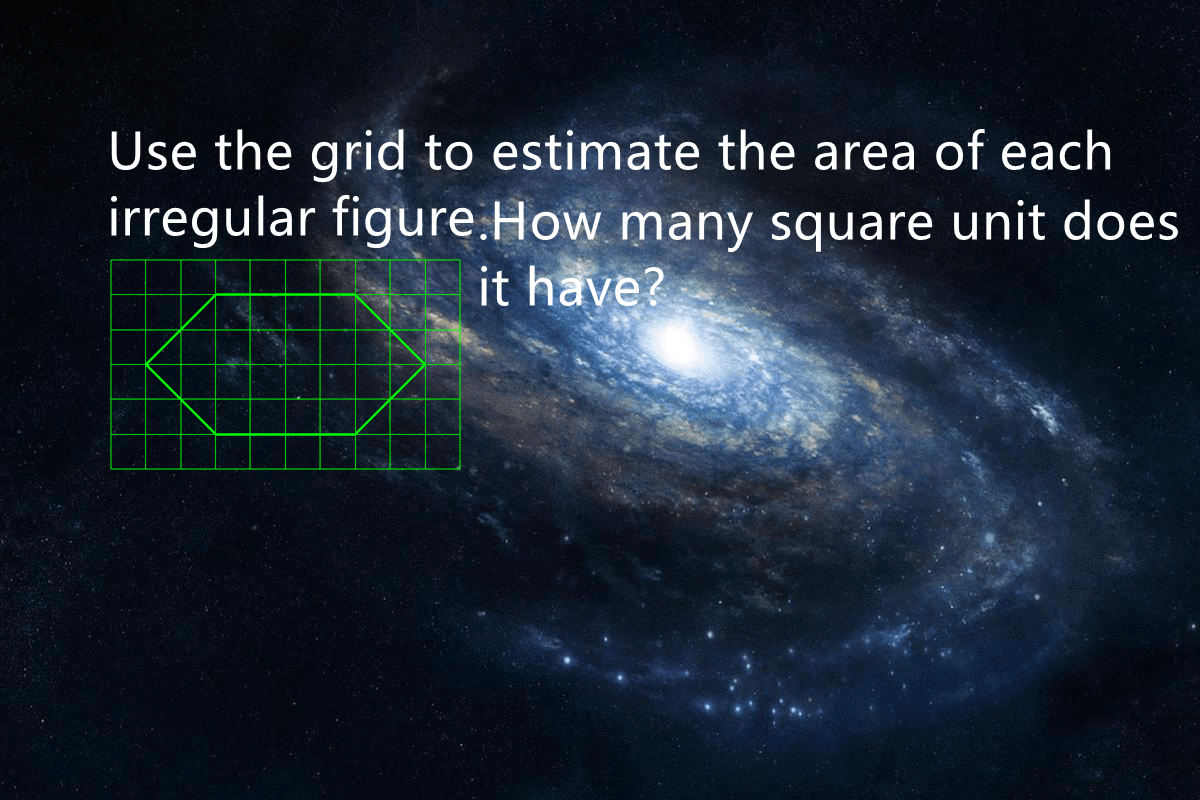 Use the grid to estimate the area of each
irregular figure.How many square unit does
it have?